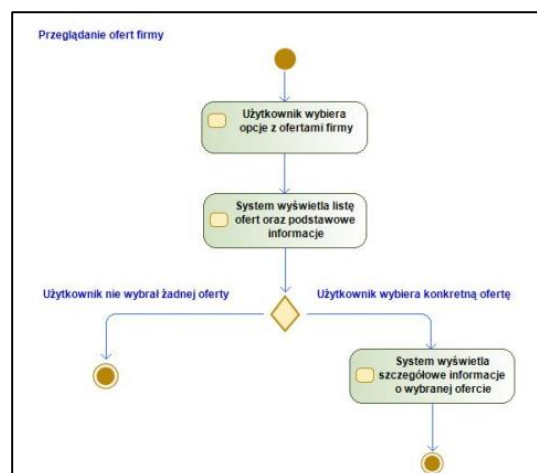 Przeglądanie ofert firmy
Użytkownik wybiera
opcje z ofertami firmy
System wyświetla listę
ofert oraz podstawowe
informacje
Użytkownik nie wybrał żadnej oferty
Użytkownik wybiera konkretną ofertę
System wyświetla
szczegółowe informacje
o wybranej ofercie